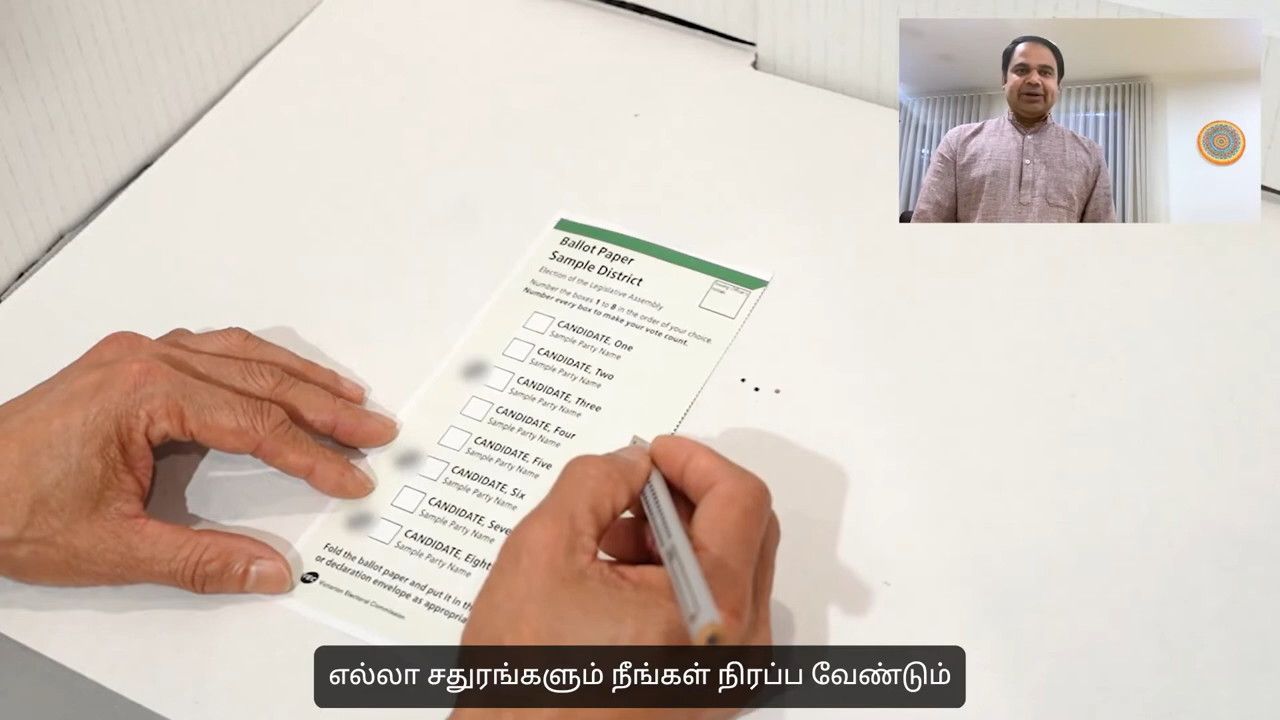 Ballot Paper
Sample District
Election of the Legislative Assembly
Number the boxes 1 to 8 in the order of your choice.
Number every box to make your vote count.
CANDIDATE, One
Sample Party Name
CANDIDATE, Two
Sample Party Name
CANDIDATE, Three
Sample Party Name
CANDIDATE, Four
Sample Party Name
CANDIDATE, Five
Sample Party Name
CANDIDATE, Six
Sample Party Name
CANDIDATE, Seve
Sample Party Name
CANDIDATE, Eight
Sample Party Name
Fold the ballot paper and put it in th
or declaration envelope as appropria
Victorian Electoral Commission
எல்லா சதுரங்களும் நீங்கள் நிரப்ப வேண்டும்